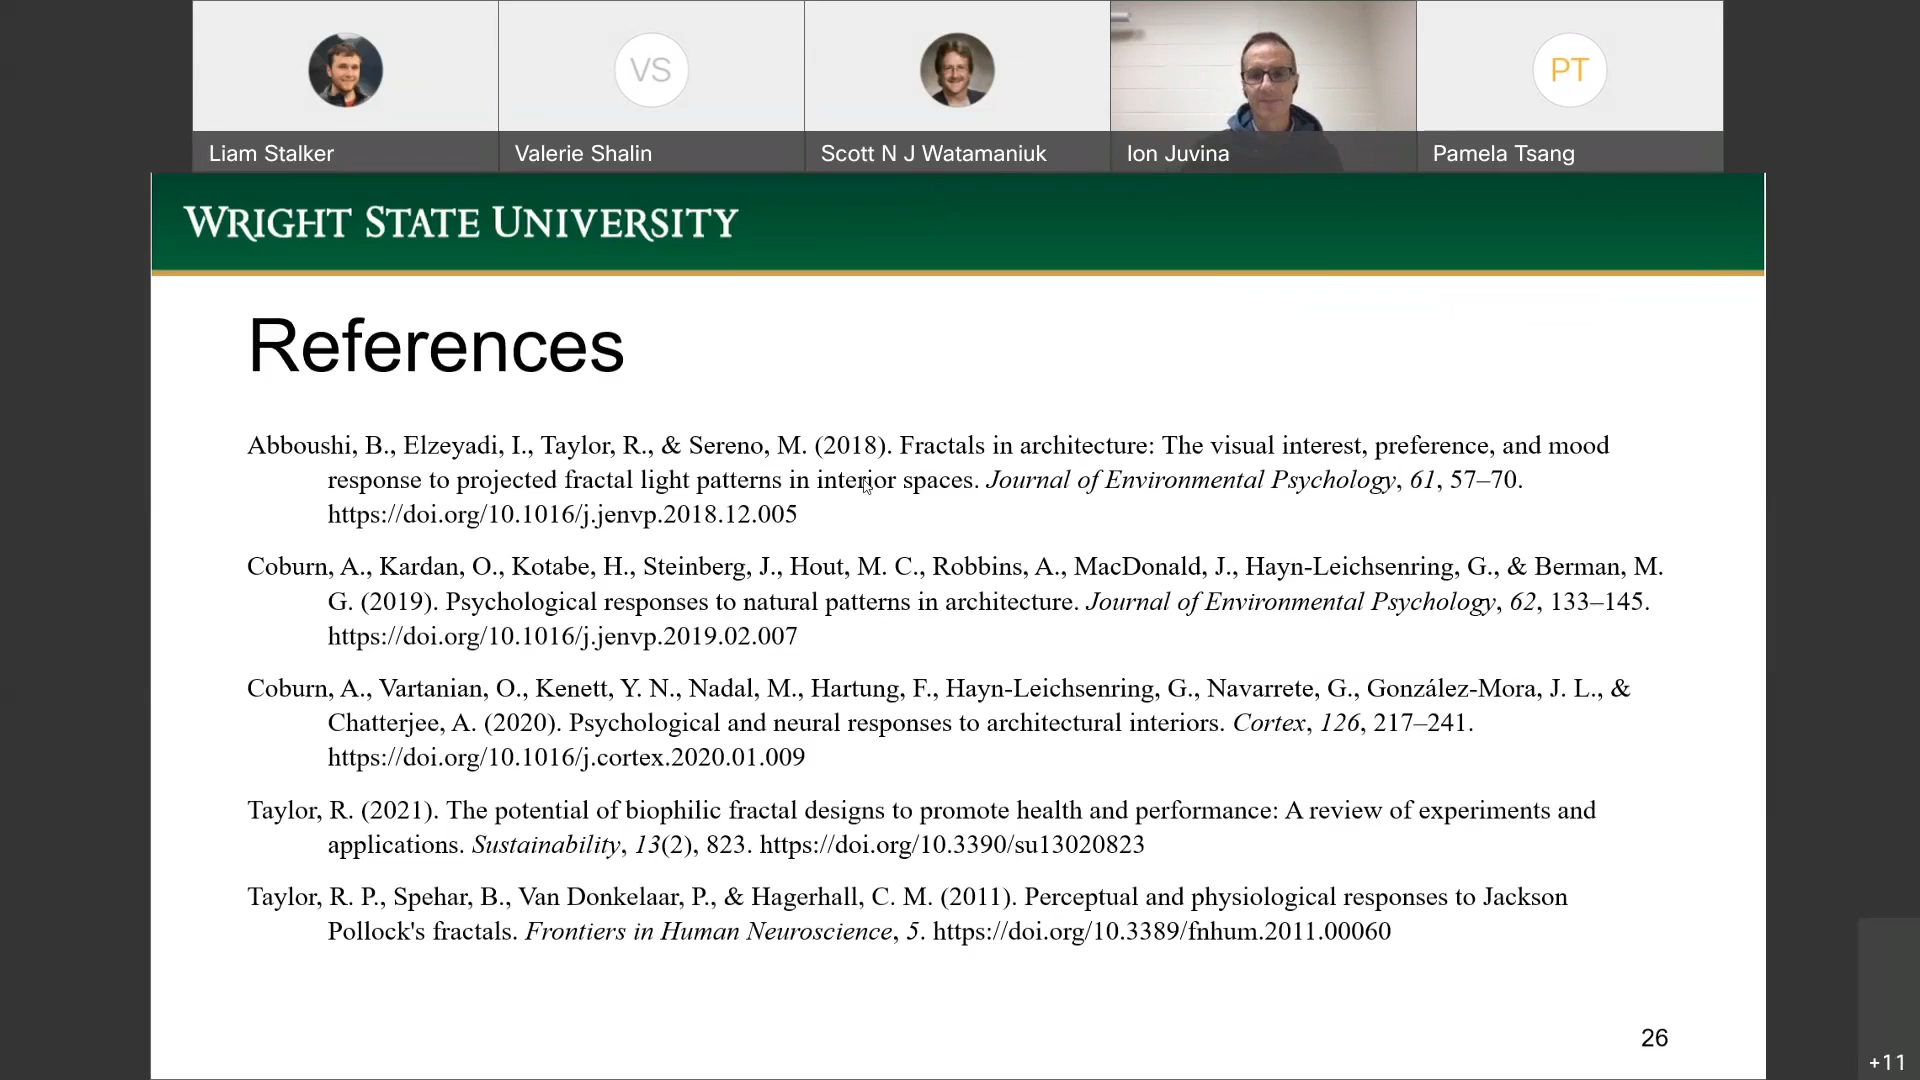 VS
PT
Liam Stalker
Valerie Shalin
Scott N J Watamaniuk
Ion Juvina
Pamela Tsang
WRIGHT STATE UNIVERSITY
References
Abboushi, B., Elzeyadi, I., Taylor, R., & Sereno, M. (2018). Fractals in architecture: The visual interest, preference, and mood
response to projected fractal light patterns in interior spaces. Journal of Environmental Psychology, 61, 57–70.
https://doi.org/10.1016/j.jenvp.2018.12.005
Coburn, A., Kardan, O., Kotabe, H., Steinberg, J., Hout, M. C., Robbins, A., MacDonald, J., Hayn-Leichsenring, G., & Berman, M.
G. (2019). Psychological responses to natural patterns in architecture. Journal of Environmental Psychology, 62, 133–145.
https://doi.org/10.1016/j.jenvp.2019.02.007
Coburn, A., Vartanian, O., Kenett, Y. N., Nadal, M., Hartung, F., Hayn-Leichsenring, G., Navarrete, G., González-Mora, J. L., &
Chatterjee, A. (2020). Psychological and neural responses to architectural interiors. Cortex, 126, 217–241.
https://doi.org/10.1016/j.cortex.2020.01.009
Taylor, R. (2021). The potential of biophilic fractal designs to promote health and performance: A review of experiments and
applications. Sustainability, 13(2), 823. https://doi.org/10.3390/su13020823
Taylor, R. P., Spehar, B., Van Donkelaar, P., & Hagerhall, C. M. (2011). Perceptual and physiological responses to Jackson
Pollock's fractals. Frontiers in Human Neuroscience, 5. https://doi.org/10.3389/fnhum.2011.00060
26
+11